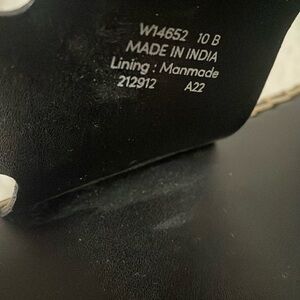 W14652 10 B
MADE IN INDIA
Lining : Manmade
212912 A22